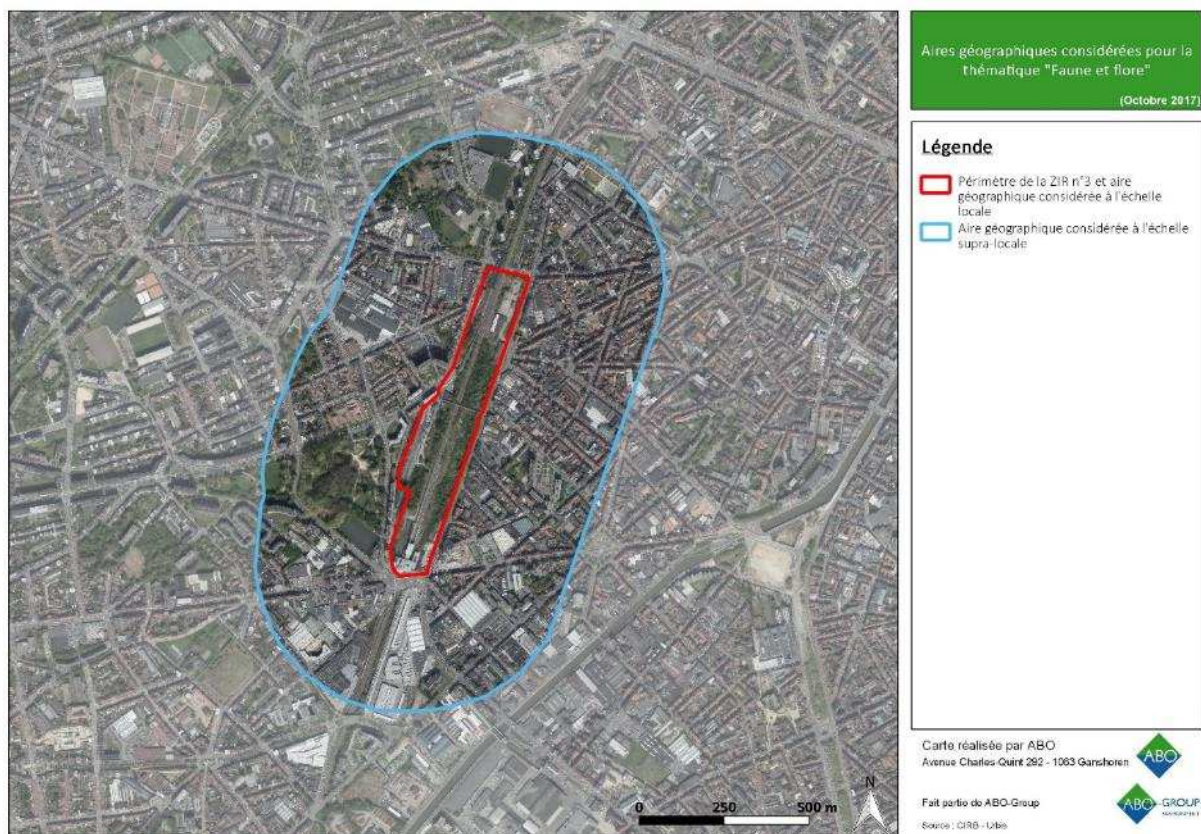 Aires géographiques considérées pour la
thématique "Faune et flore"
(Octobre 2017)
Légende
Périmètre de la ZIR n°3 et aire
géographique considérée à l'échelle
locale
Aire géographique considérée à l'échelle
supra-locale
Carte réalisée par ABO
Avenue Charles-Quint 292 - 1083 Ganshoren
ABO
Fait partie de ABO-Group
ABO-GROUP
ENVIRONMENT
Source : CIRB - Urbis
N
0 250 500 m